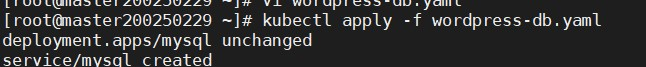 [root@master200250229 ~]# vi wordpress-db.yaml
[root@master200250229 ~]# kubectl apply -f wordpress-db.yaml
deployment.apps/mysql unchanged
service/mysql created